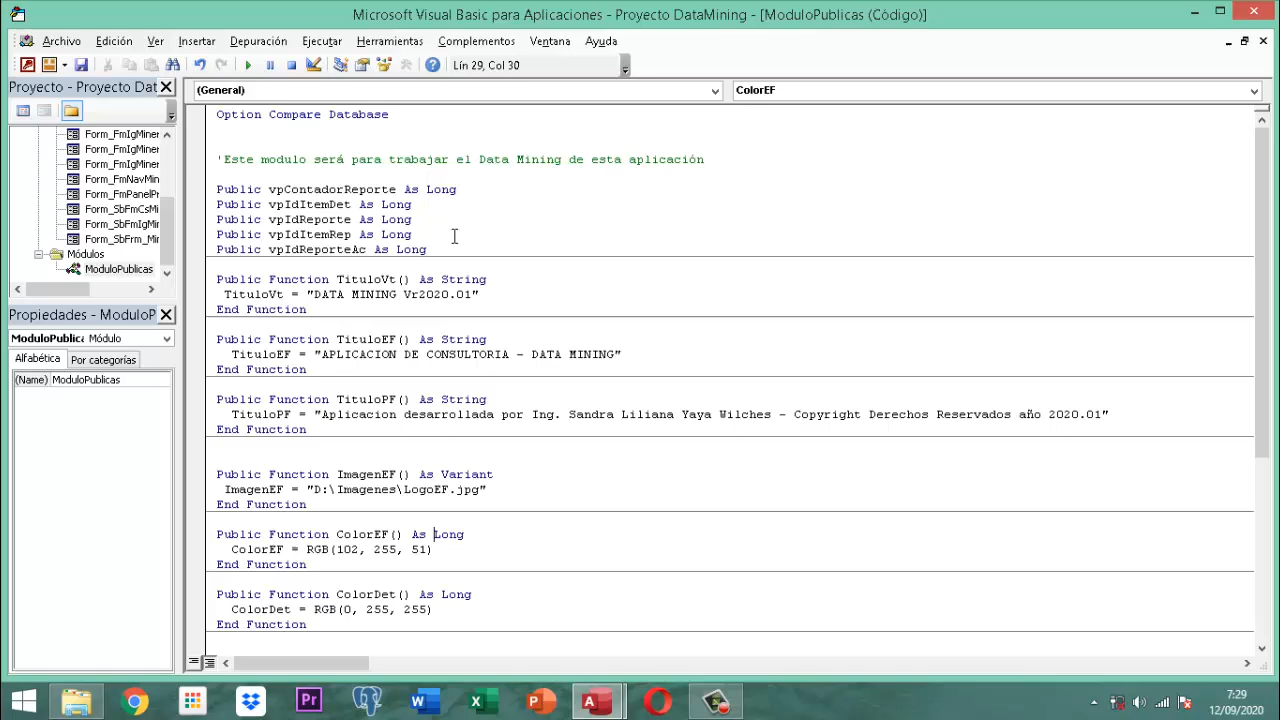 Microsoft Visual Basic para Aplicaciones - Proyecto DataMining - [ModuloPublicas (Código)]
Archivo Edición Ver Insertar Depuración Ejecutar Herramientas Complementos Ventana Ayuda
Lín 29, Col 30
Proyecto - Proyecto Dat
(General)
ColorEF
Form_FmIgMiner
Form_FmIgMiner
Form_FmIgMiner
Form_FmNavMin
Form_FmPanelPr
Form_SbFmCsMi
Form_SbFmIgMin
Form_SbFrm_Min
Módulos
ModuloPublicas
Propiedades - ModuloP
ModuloPublica Módulo
Alfabética Por categorías
(Name) ModuloPublicas
Option Compare Database
'Este modulo será para trabajar el Data Mining de esta aplicación
Public vpContadorReporte As Long
Public vpIdItemDet As Long
Public vpIdReporte As Long
Public vpIdItemRep As Long
Public vpIdReporteAc As Long
Public Function TituloVt() As String
TituloVt = "DATA MINING Vr2020.01"
End Function
Public Function TituloEF() As String
TituloEF = "APLICACION DE CONSULTORIA - DATA MINING"
End Function
Public Function TituloPF() As String
TituloPF = "Aplicacion desarrollada por Ing. Sandra Liliana Yaya Wilches - Copyright Derechos Reservados año 2020.01"
End Function
Public Function ImagenEF() As Variant
ImagenEF = "D:\Imagenes\LogoEF.jpg"
End Function
Public Function ColorEF() As Long
ColorEF = RGB(102, 255, 51)
End Function
Public Function ColorDet() As Long
ColorDet = RGB(0, 255, 255)
End Function
7:29
12/09/2020